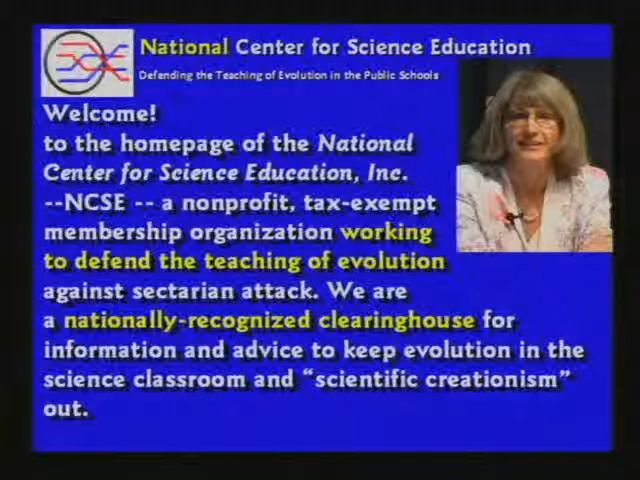 National Center for Science Education
Defending the Teaching of Evolution in the Public Schools
Welcome!
to the homepage of the National
Center for Science Education, Inc.
--NCSE -- a nonprofit, tax-exempt
membership organization working
to defend the teaching of evolution
against sectarian attack. We are
a nationally-recognized clearinghouse for
information and advice to keep evolution in the
science classroom and “scientific creationism”
out.